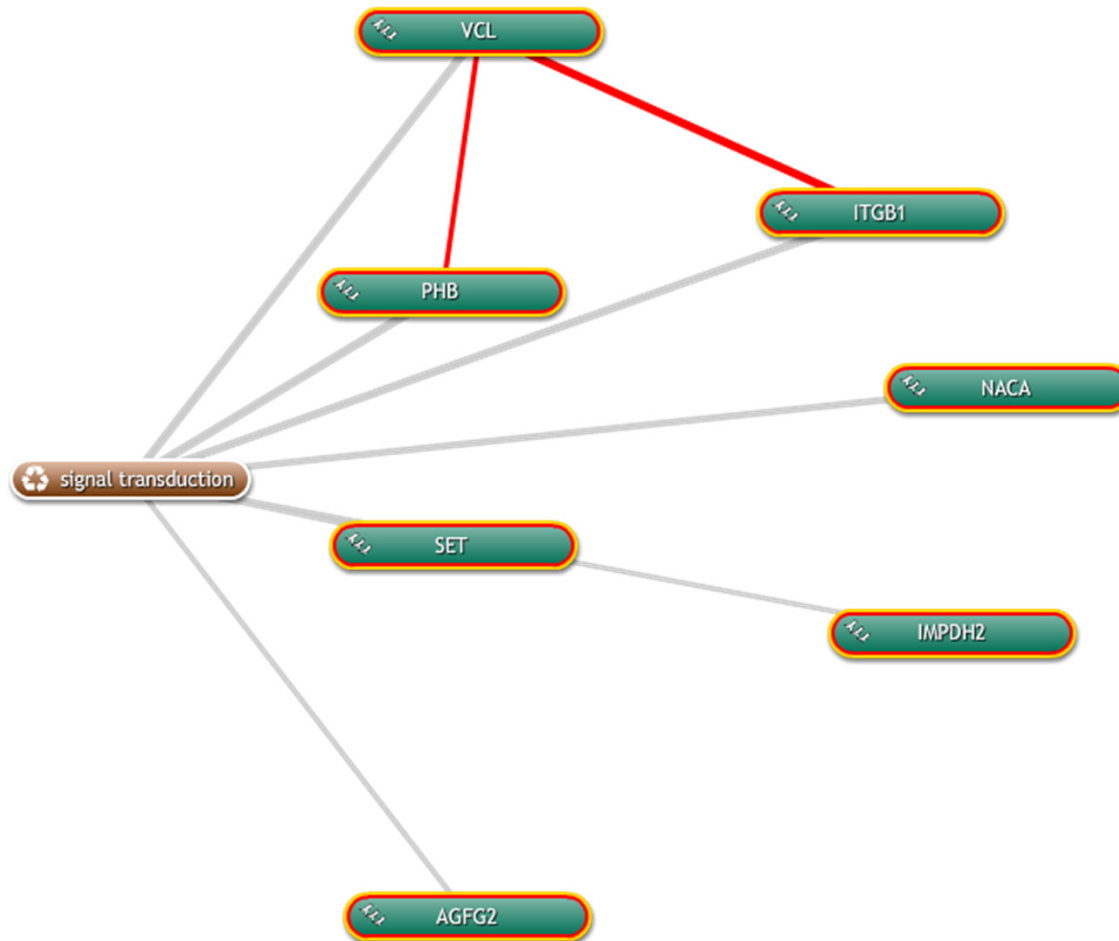 VCL
ITGB1
PHB
NACA
signal transduction
SET
IMPDH2
AGFG2